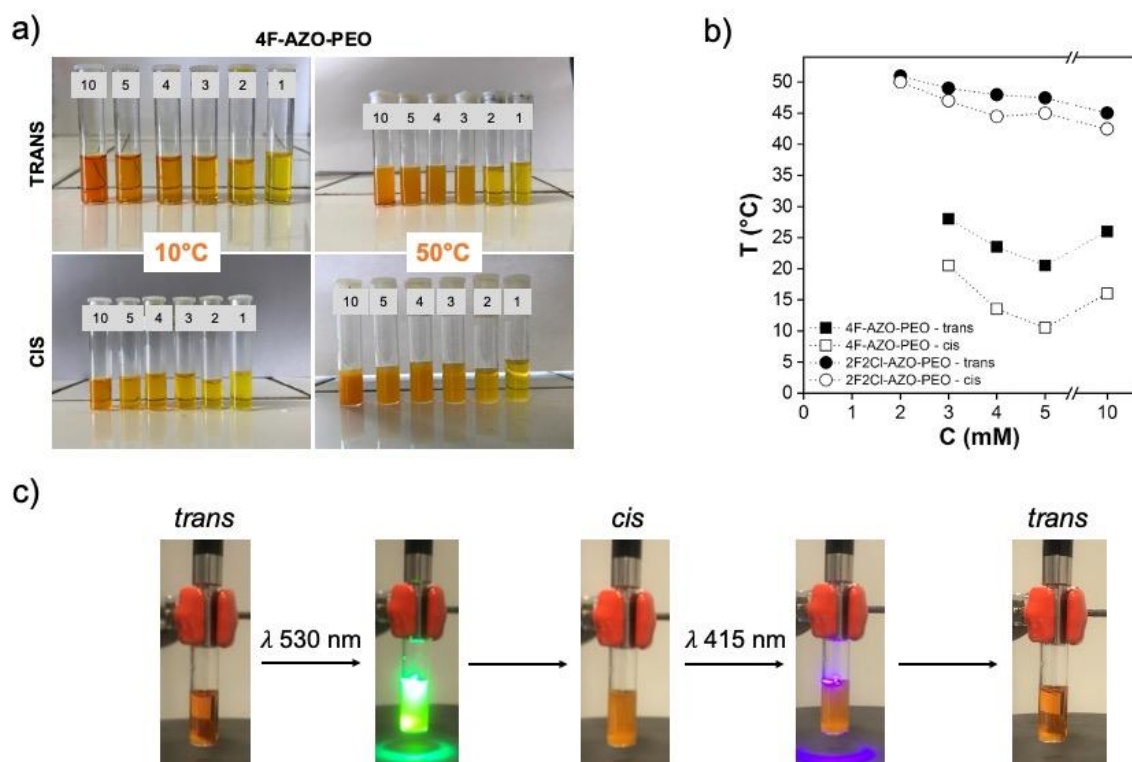 a)
4F-AZO-PEO
TRANS
10 5 4 3 2 1
10 5 4 3 2 1
10°C
50°C
CIS
10 5 4 3 2 1
10 5 4 3 2 1
b)
T (°C)
50
45
40
35
30
25
20
15
10
5
0
4F-AZO-PEO - trans
4F-AZO-PEO - cis
2F2Cl-AZO-PEO - trans
2F2Cl-AZO-PEO - cis
0 1 2 3 4 5 10
C (mM)
c)
trans
cis
trans
λ 530 nm
λ 415 nm